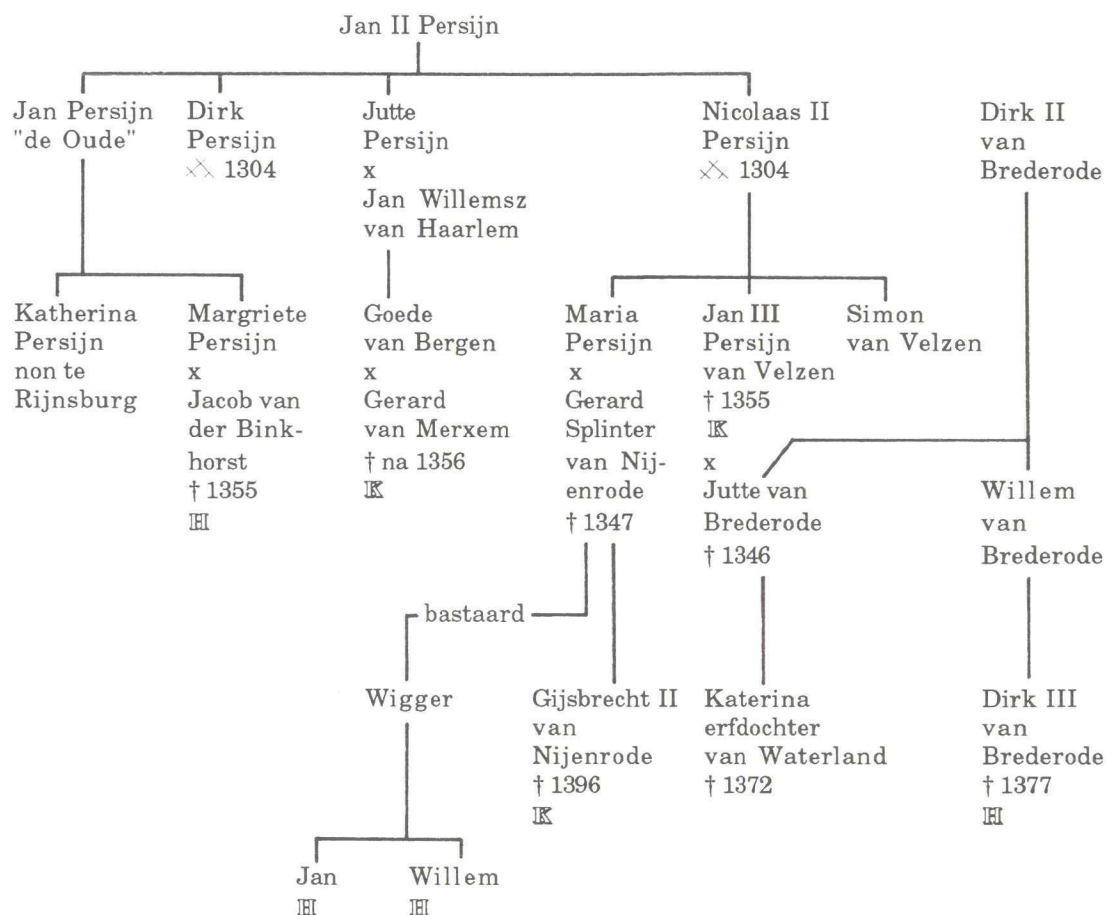 Jan II Persijn
Jan Persijn
"de Oude"
Dirk
Persijn
⚔ 1304
Jutte
Persijn
x
Jan Willemsz
van Haarlem
Nicolaas II
Persijn
⚔ 1304
Dirk II
van
Brederode
Katherina
Persijn
non te
Rijnsburg
Margriete
Persijn
x
Jacob van
der Bink-
horst
† 1355
ℍ
Goede
van Bergen
x
Gerard
van Merxem
† na 1356
𝕂
Maria
Persijn
x
Gerard
Splinter
van Nij-
enrode
† 1347
Jan III
Persijn
van Velzen
† 1355
𝕂
x
Jutte van
Brederode
† 1346
Simon
van Velzen
Willem
van
Brederode
bastaard
Wigger
Gijsbrecht II
van
Nijenrode
† 1396
𝕂
Katerina
erfdochter
van Waterland
† 1372
Dirk III
van
Brederode
† 1377
ℍ
Jan
ℍ
Willem
ℍ